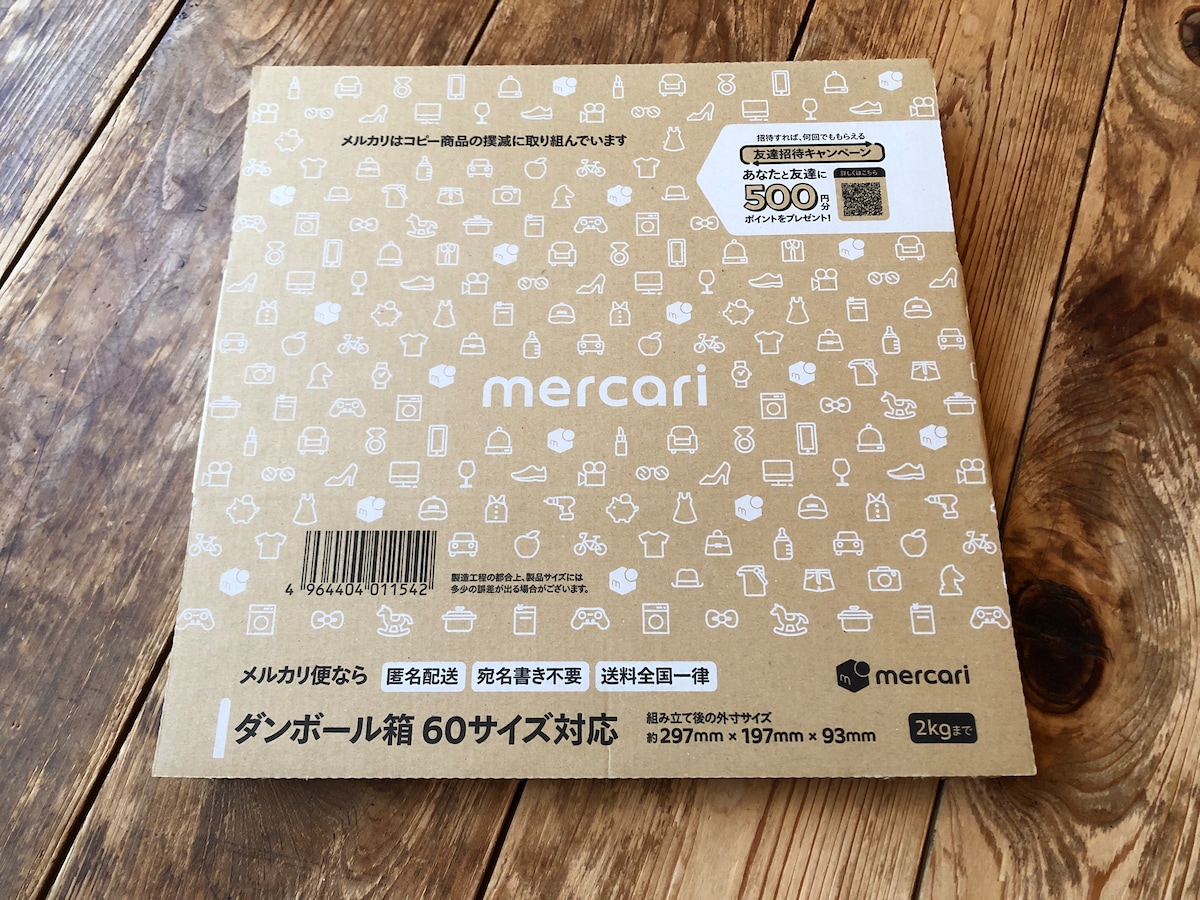 メルカリはコピー商品の撲滅に取り組んでいます
招待すれば、何回でももらえる
友達招待キャンペーン
あなたと友達に
500円分
ポイントをプレゼント!
詳しくはこちら
mercari
4 964404 011542
製造工程の都合上、製品サイズには
多少の誤差が出る場合がございます。
メルカリ便なら 匿名配送 宛名書き不要 送料全国一律
m mercari
ダンボール箱 60サイズ対応
組み立て後の外寸サイズ
約297mm×197mm×93mm
2kgまで